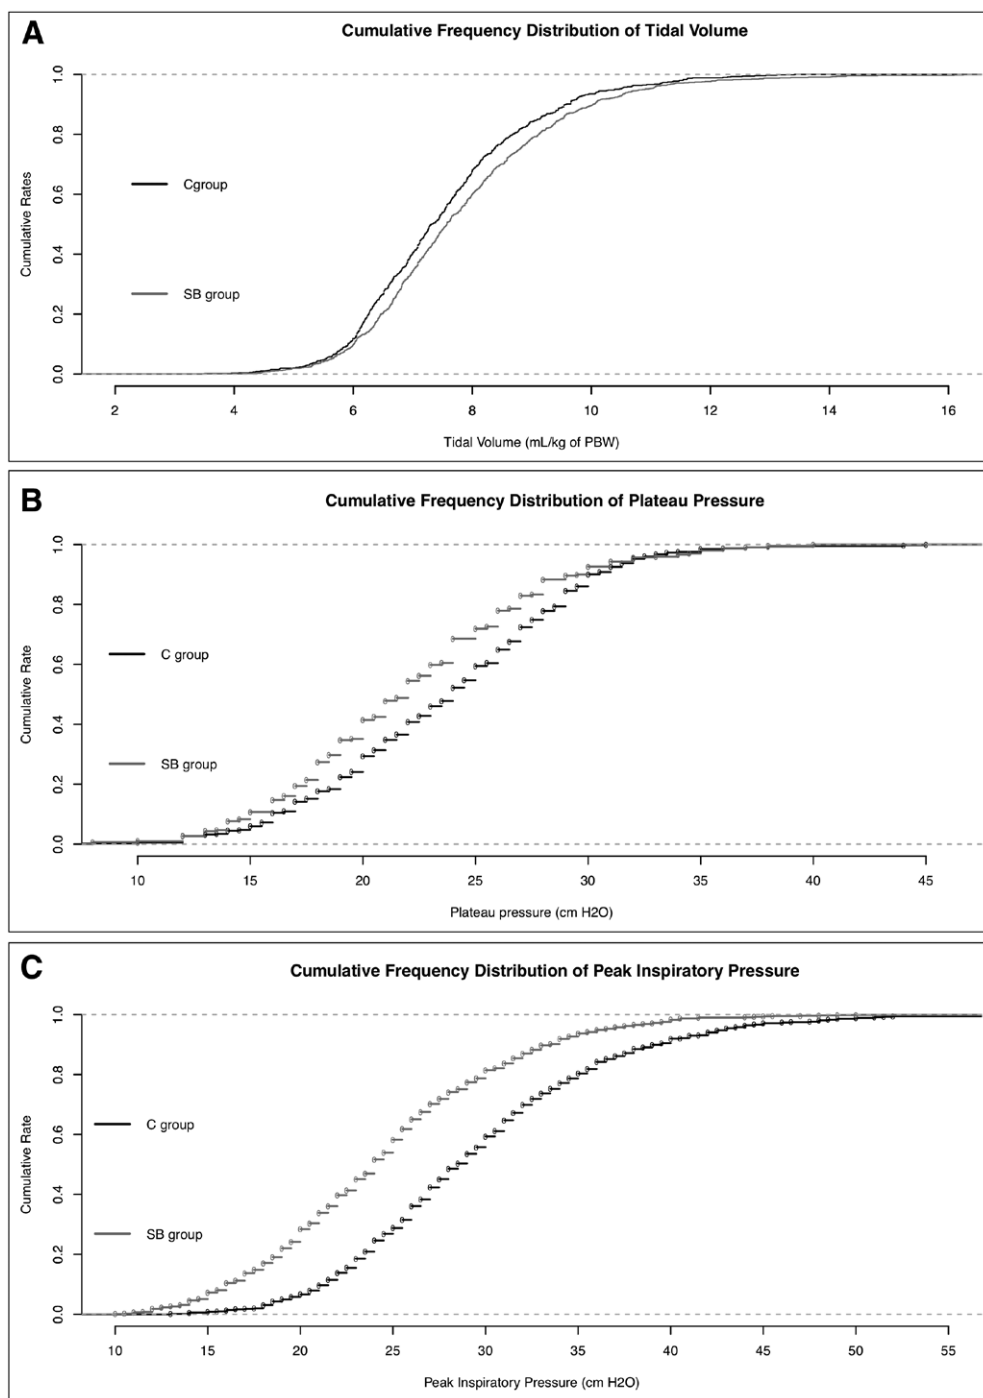 A
Cumulative Frequency Distribution of Tidal Volume
Cumulative Rates
1.0
0.8
0.6
0.4
0.2
0.0
Cgroup
SB group
2 4 6 8 10 12 14 16
Tidal Volume (mL/kg of PBW)
B
Cumulative Frequency Distribution of Plateau Pressure
Cumulative Rate
1.0
0.8
0.6
0.4
0.2
0.0
C group
SB group
10 15 20 25 30 35 40 45
Plateau pressure (cm H2O)
C
Cumulative Frequency Distribution of Peak Inspiratory Pressure
Cumulative Rate
1.0
0.8
0.6
0.4
0.2
0.0
C group
SB group
10 15 20 25 30 35 40 45 50 55
Peak Inspiratory Pressure (cm H2O)